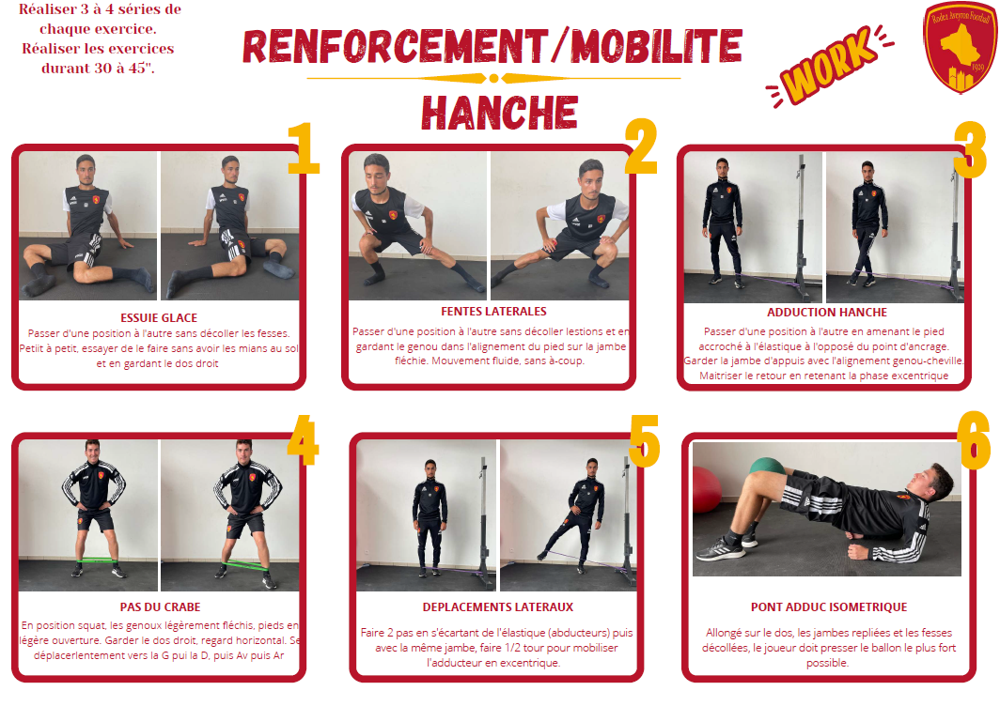 Réaliser 3 à 4 séries de
chaque exercice.
Réaliser les exercices
durant 30 à 45".
RENFORCEMENT/MOBILITE
HANCHE
WORK
Rodez Aveyron Football
1929
1
ESSUIE GLACE
Passer d'une position à l'autre sans décoller les fesses.
Petiit à petit, essayer de le faire sans avoir les mians au sol
et en gardant le dos droit
2
FENTES LATERALES
Passer d'une position à l'autre sans décoller lestions et en
gardant le genou dans l'alignement du pied sur la jambe
fléchie. Mouvement fluide, sans à-coup.
3
ADDUCTION HANCHE
Passer d'une position à l'autre en amenant le pied
accroché à l'élastique à l'opposé du point d'ancrage.
Garder la jambe d'appuis avec l'alignement genou-cheville.
Maitriser le retour en retenant la phase excentrique
4
PAS DU CRABE
En position squat, les genoux légèrement fléchis, pieds en
légère ouverture. Garder le dos droit, regard horizontal. Se
déplacerlentement vers la G pui la D, puis Av puis Ar
5
DEPLACEMENTS LATERAUX
Faire 2 pas en s'écartant de l'élastique (abducteurs) puis
avec la même jambe, faire 1/2 tour pour mobiliser
l'adducteur en excentrique.
6
PONT ADDUC ISOMETRIQUE
Allongé sur le dos, les jambes repliées et les fesses
décollées, le joueur doit presser le ballon le plus fort
possible.